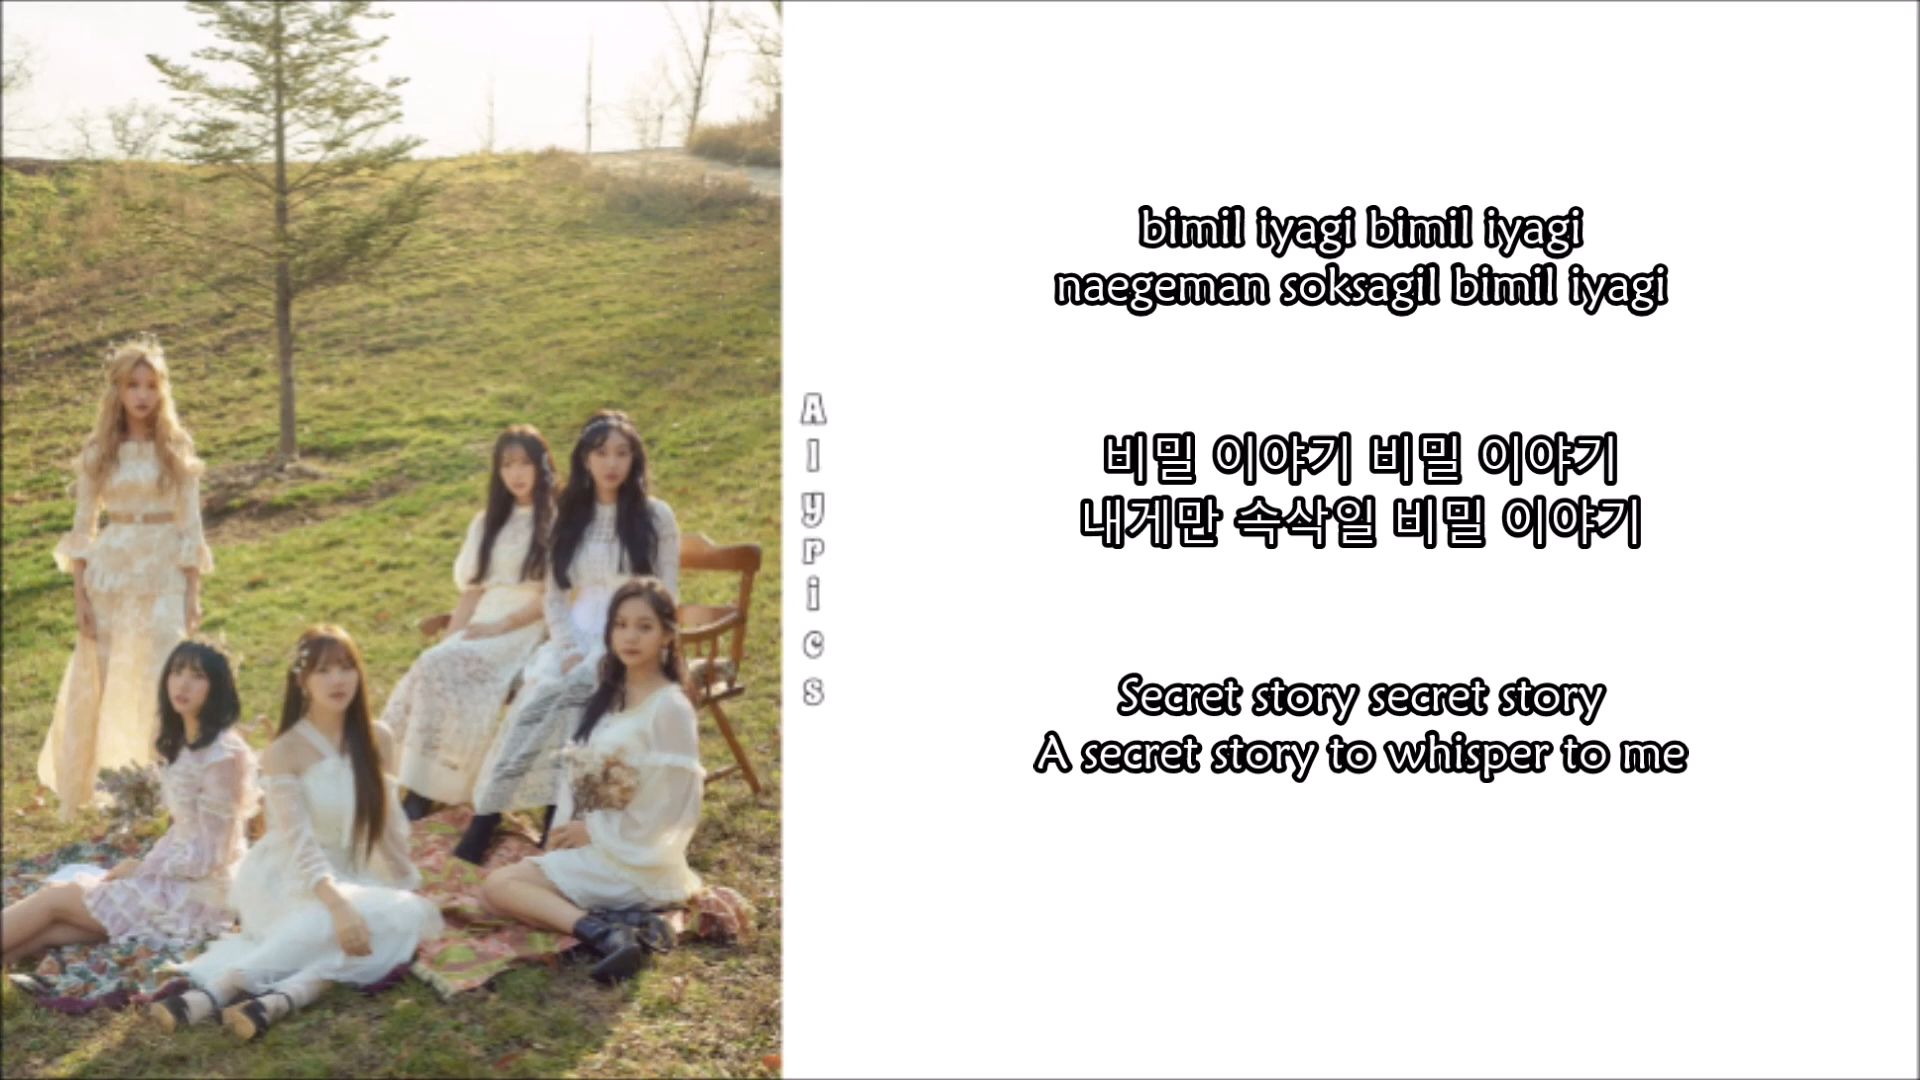 Alyrics
bimil iyagi bimil iyagi
naegeman soksagil bimil iyagi
비밀 이야기 비밀 이야기
내게만 속삭일 비밀 이야기
Secret story secret story
A secret story to whisper to me